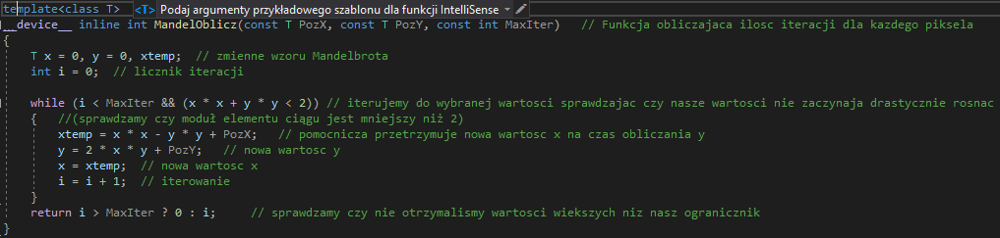 template<class T> <T> Podaj argumenty przykładowego szablonu dla funkcji IntelliSense
__device__ inline int MandelOblicz(const T PozX, const T PozY, const int MaxIter) // Funkcja obliczajaca ilosc iteracji dla kazdego piksela
{
T x = 0, y = 0, xtemp; // zmienne wzoru Mandelbrota
int i = 0; // licznik iteracji
while (i < MaxIter && (x * x + y * y < 2)) // iterujemy do wybranej wartosci sprawdzajac czy nasze wartosci nie zaczynaja drastycznie rosnac
{ //(sprawdzamy czy moduł elementu ciągu jest mniejszy niż 2)
xtemp = x * x - y * y + PozX; // pomocnicza przetrzymuje nowa wartosc x na czas obliczania y
y = 2 * x * y + PozY; // nowa wartosc y
x = xtemp; // nowa wartosc x
i = i + 1; // iterowanie
}
return i > MaxIter ? 0 : i; // sprawdzamy czy nie otrzymalismy wartosci wiekszych niz nasz ogranicznik
}